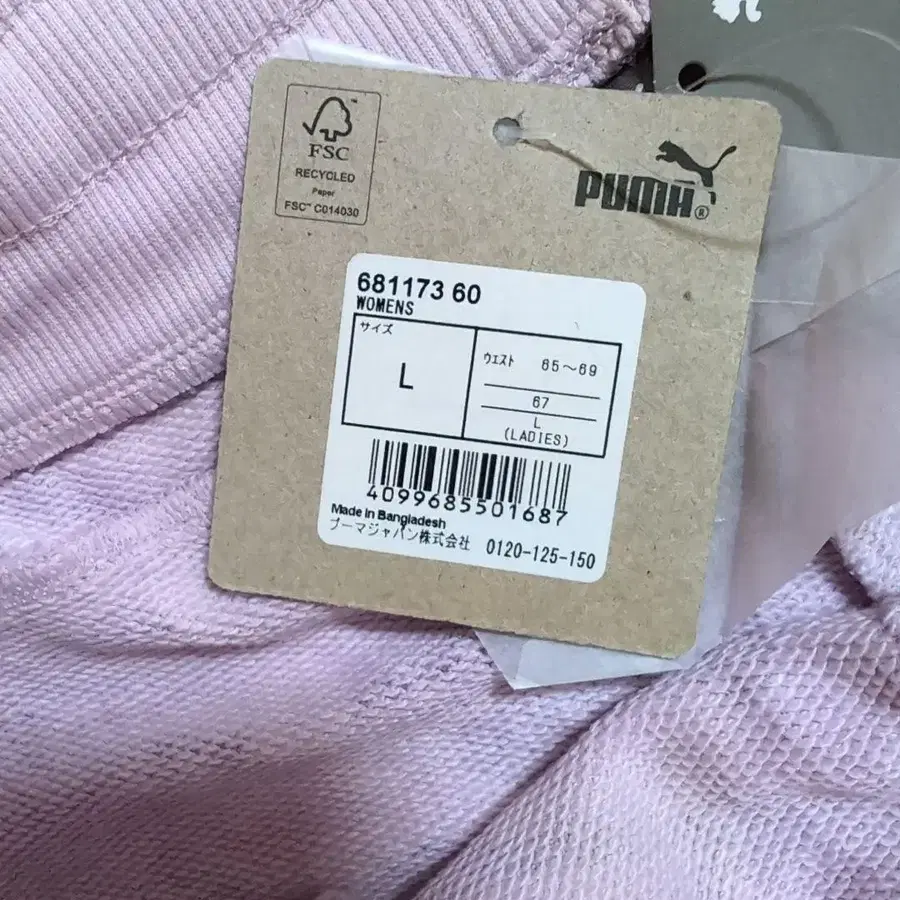 FSC™
RECYCLED
Paper
FSC™ C014030
PUMA®
681173 60
WOMENS
サイズ
L
ウエスト 65～69
67
L
(LADIES)
4099685501687
Made in Bangladesh
プーマジャパン株式会社 0120-125-150